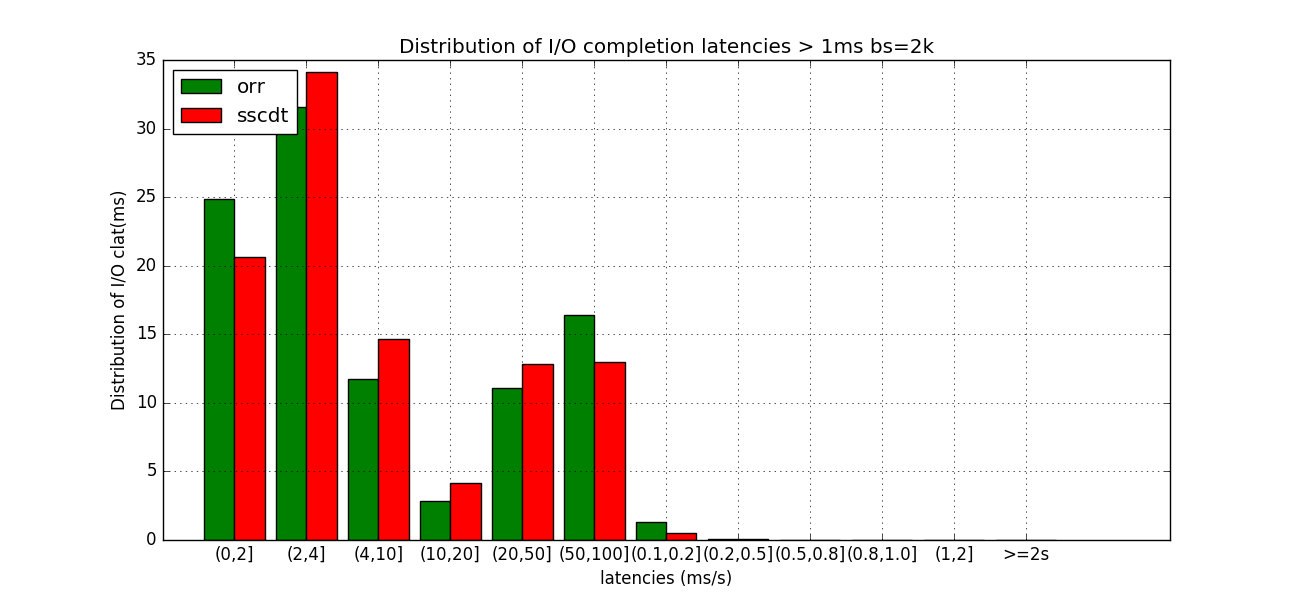 Distribution of I/O completion latencies > 1ms bs=2k
35
30
25
20
15
10
5
0
Distribution of I/O clat(ms)
orr
sscdt
(0,2] (2,4] (4,10] (10,20] (20,50] (50,100] (0.1,0.2] (0.2,0.5] (0.5,0.8] (0.8,1.0] (1,2] >=2s
latencies (ms/s)